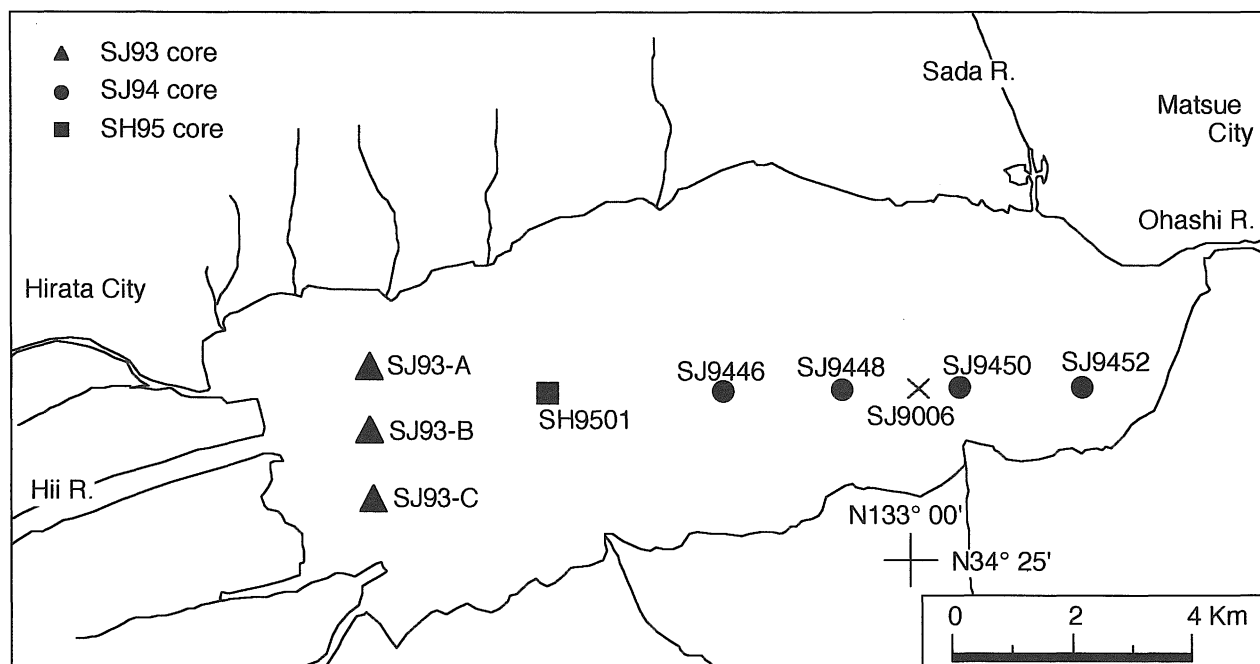 SJ93 core
SJ94 core
SH95 core
Sada R.
Matsue
City
Ohashi R.
Hirata City
SJ93-A
SJ9446
SJ9448
SJ9450
SJ9452
SH9501
SJ9006
SJ93-B
Hii R.
SJ93-C
N133° 00'
N34° 25'
0 2 4 Km